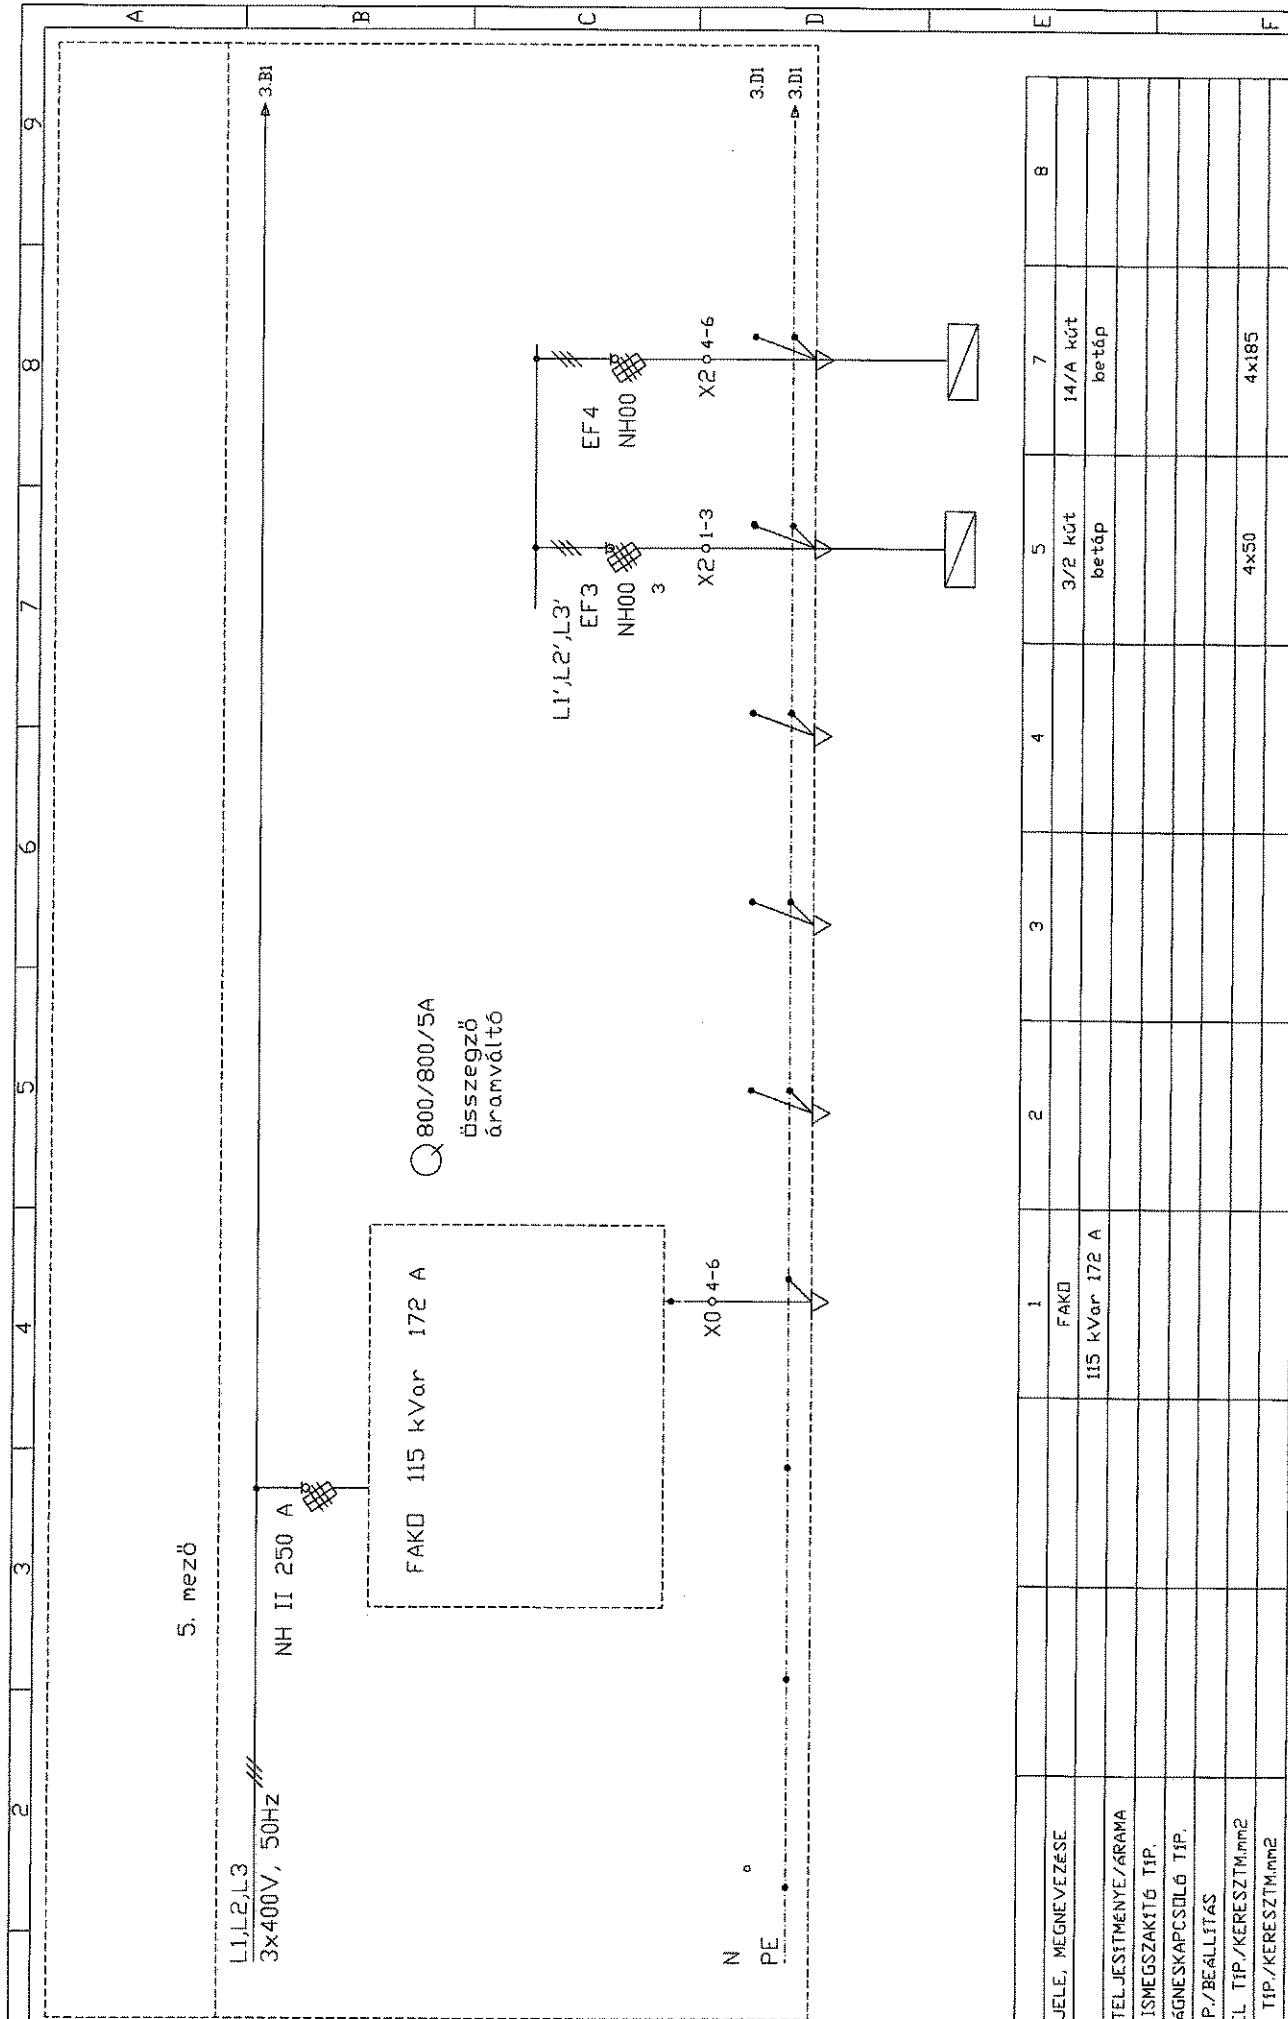 2 3 4 5 6 7 8 9
A
B
C
D
E
F
5. mező
L1,L2,L3
3x400V, 50Hz
3.B1
NH II 250 A
FAKO 115 kVar 172 A
800/800/5A
összegző
áramváltó
L1',L2',L3'
EF3
NH00
3
EF4
NH00
X0 4-6
X2 1-3
X2 4-6
N
3.D1
PE
3.D1
1 2 3 4 5 7 8
JELE, MEGNEVEZÉSE FAKO 3/2 kút 14/A kút
115 kVar 172 A betáp betáp
TELJESíTMÉNYE/ÁRAMA
ISMEGSZAKíTó TíP.
ÁGNESKAPCSOLó TíP.
P./BEÁLLíTÁS
EL TíP./KERESZTM.mm2 4x50 4x185
TíP./KERESZTM.mm2